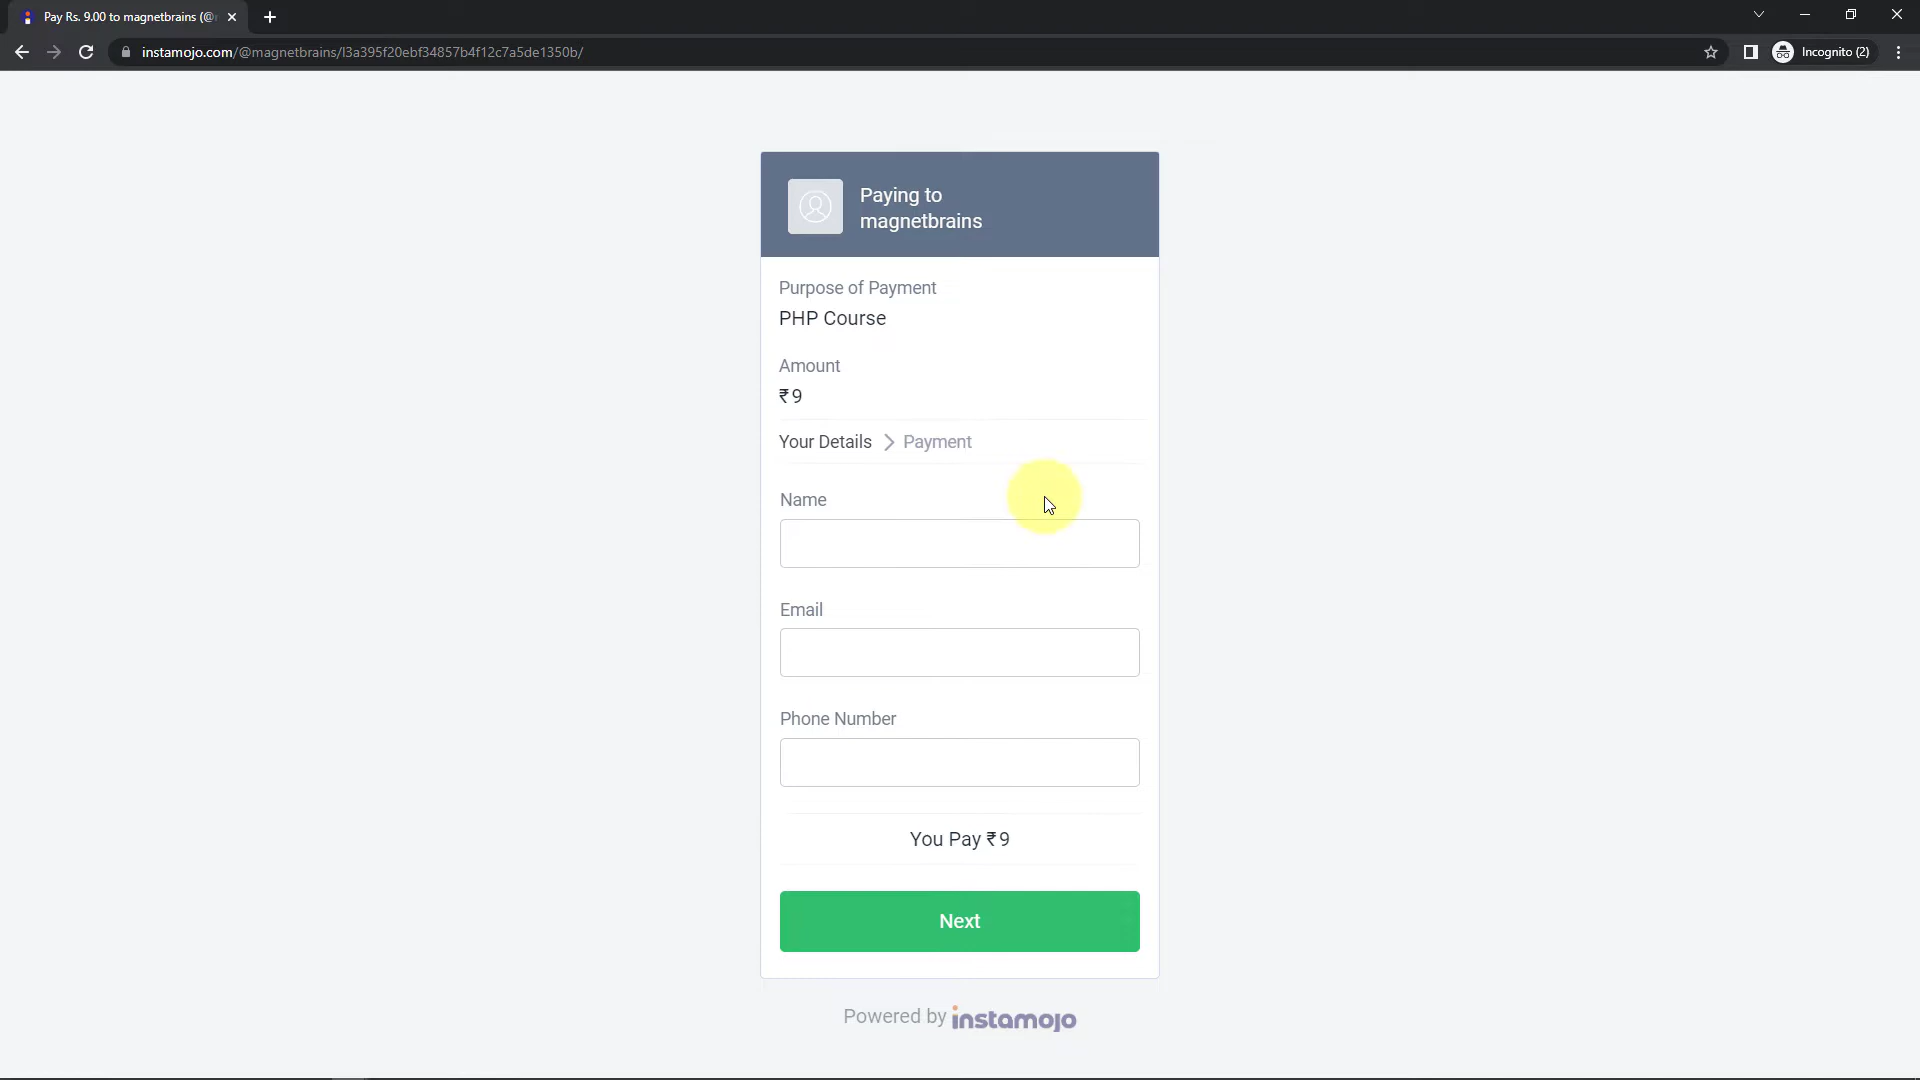 Pay Rs. 9.00 to magnetbrains (@
Incognito (2)
instamojo.com/@magnetbrains/l3a395f20ebf34857b4f12c7a5de1350b/
Paying to
magnetbrains
Purpose of Payment
PHP Course
Amount
₹9
Your Details
Payment
Name
Email
Phone Number
You Pay ₹9
Next
Powered by instamojo